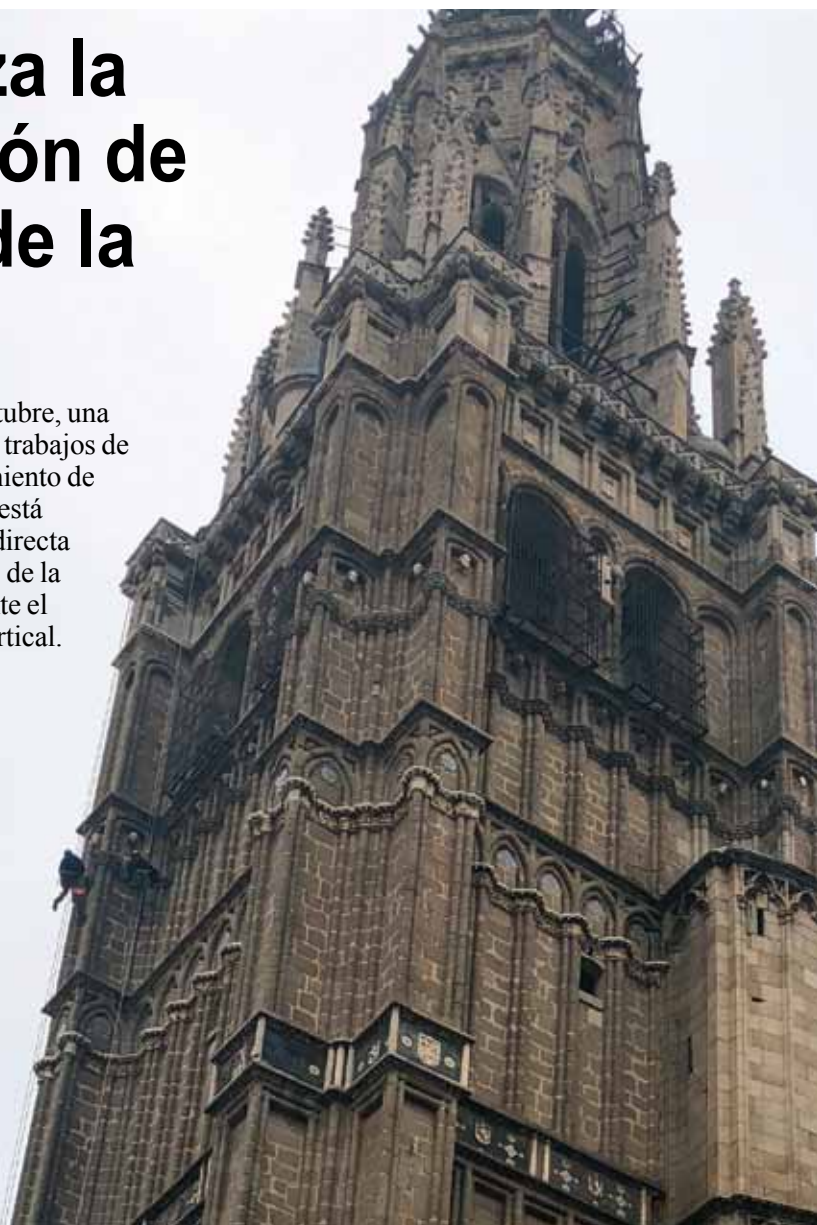 za la
ón de
de la
tubre, una
trabajos de
miento de
está
directa
de la
te el
rtical.